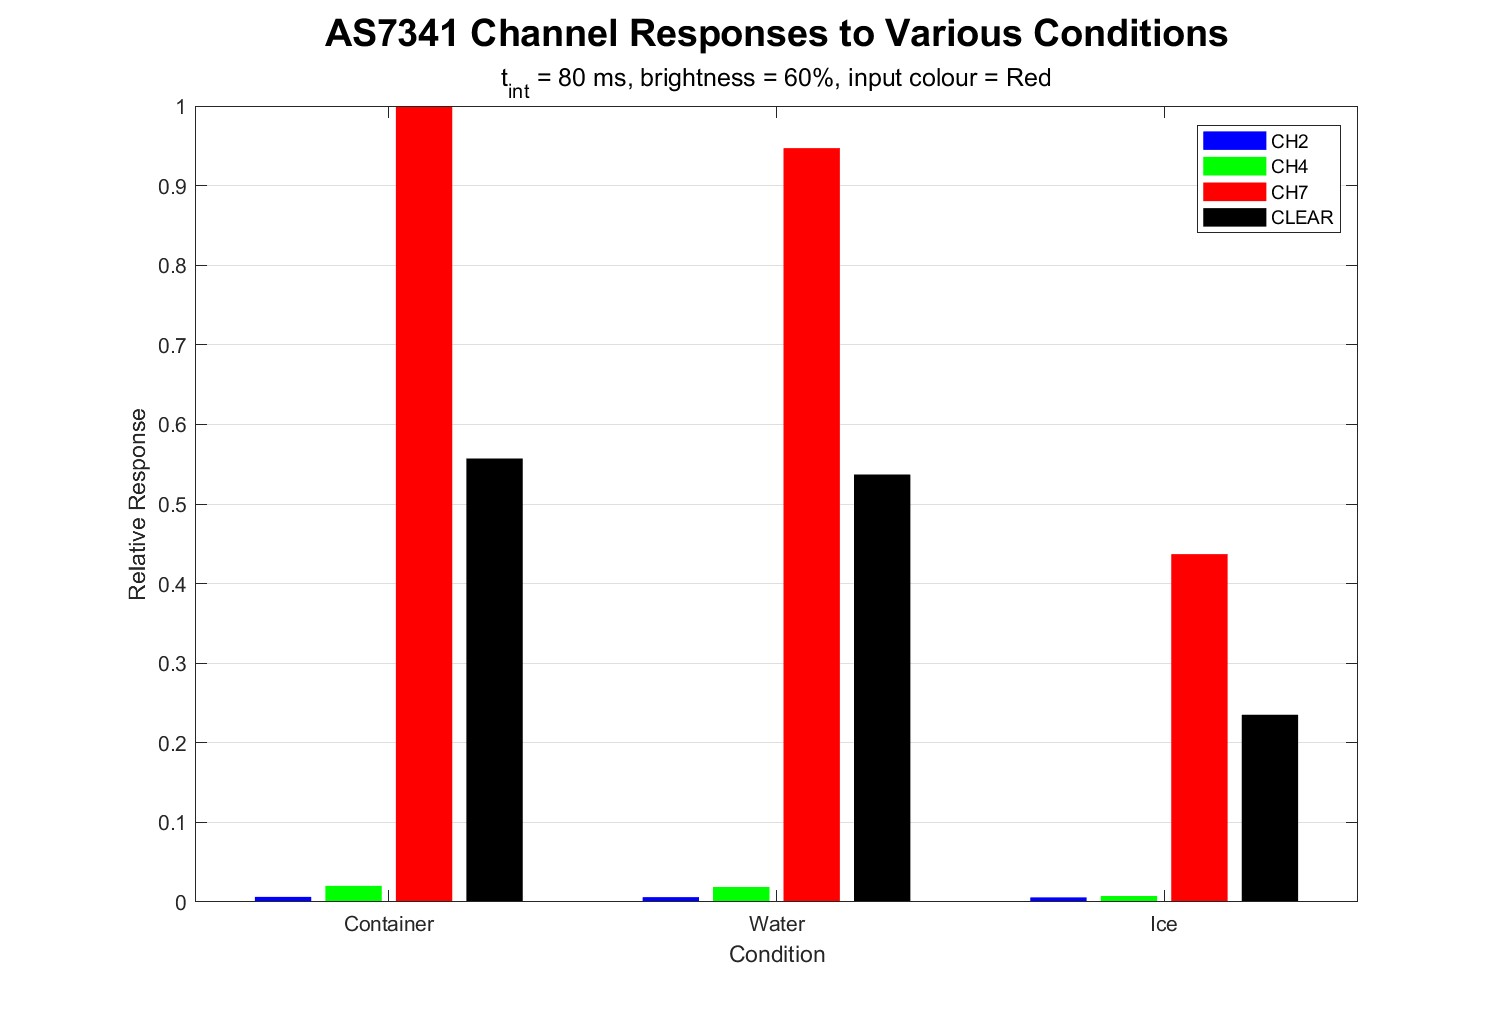 AS7341 Channel Responses to Various Conditions
t_int = 80 ms, brightness = 60%, input colour = Red
1
0.9
0.8
0.7
0.6
0.5
0.4
0.3
0.2
0.1
0
Relative Response
CH2
CH4
CH7
CLEAR
Container Water Ice
Condition